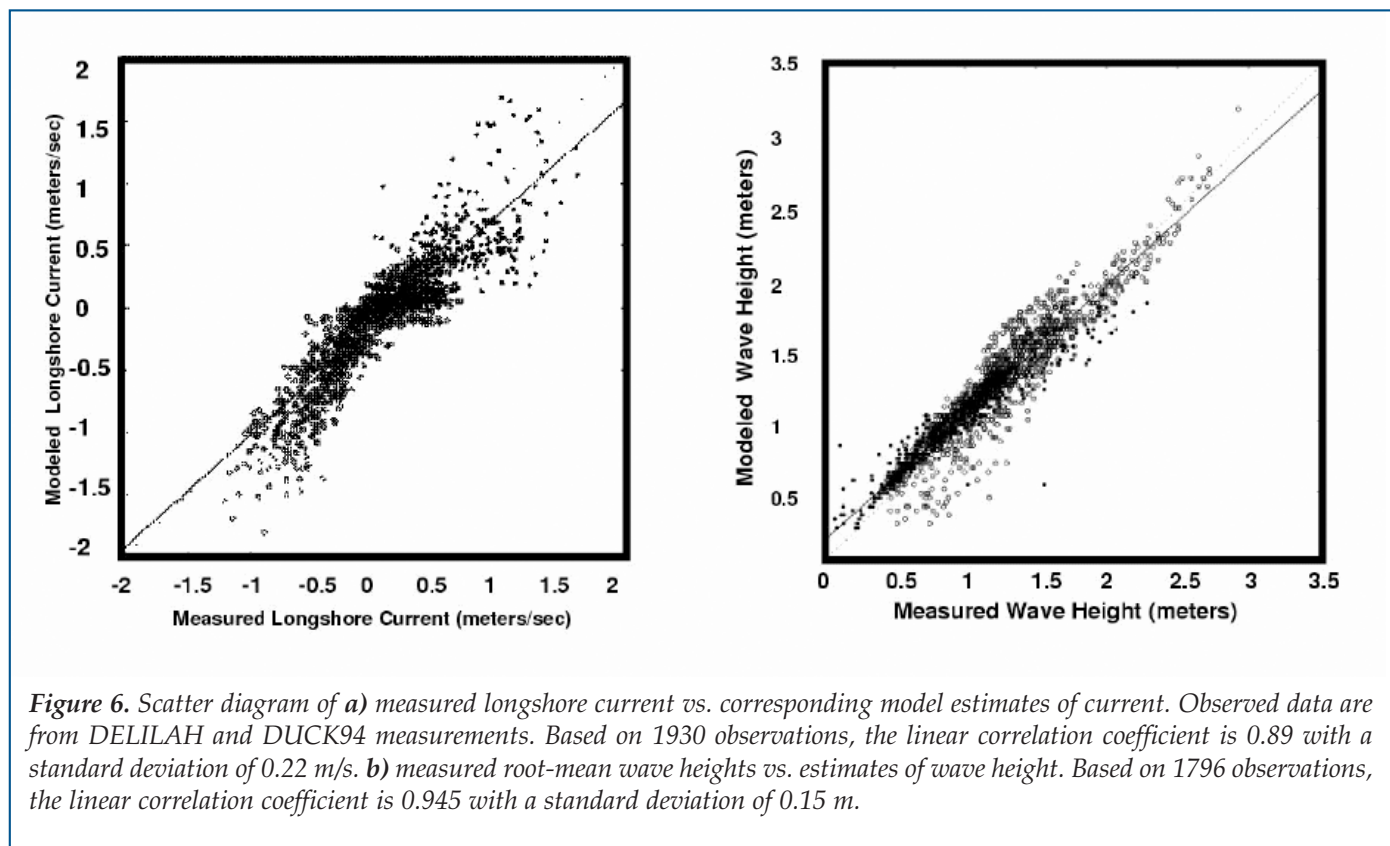 2
1.5
1
0.5
0
-0.5
-1
-1.5
-2
Modeled Longshore Current (meters/sec)
-2 -1.5 -1 -0.5 0 0.5 1 1.5 2
Measured Longshore Current (meters/sec)
3.5
3
2.5
2
1.5
1
0.5
Modeled Wave Height (meters)
0 0.5 1 1.5 2 2.5 3 3.5
Measured Wave Height (meters)
Figure 6. Scatter diagram of a) measured longshore current vs. corresponding model estimates of current. Observed data are
from DELILAH and DUCK94 measurements. Based on 1930 observations, the linear correlation coefficient is 0.89 with a
standard deviation of 0.22 m/s. b) measured root-mean wave heights vs. estimates of wave height. Based on 1796 observations,
the linear correlation coefficient is 0.945 with a standard deviation of 0.15 m.